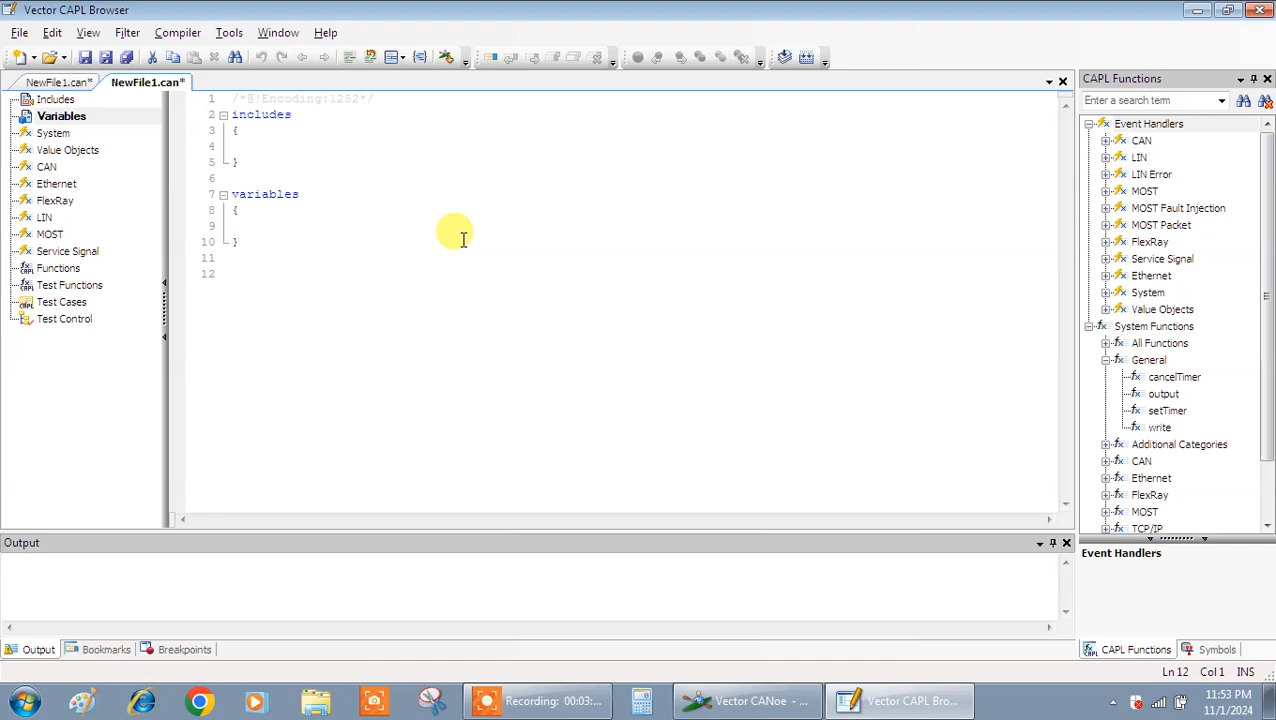 Vector CAPL Browser
File Edit View Filter Compiler Tools Window Help
NewFile1.can* NewFile1.can*
Includes
Variables
System
Value Objects
CAN
Ethernet
FlexRay
LIN
MOST
Service Signal
Functions
Test Functions
Test Cases
Test Control
1 /*@!Encoding:1252*/
2 includes
3 {
4
5 }
6
7 variables
8 {
9
10 }
11
12
CAPL Functions
Enter a search term
Event Handlers
CAN
LIN
LIN Error
MOST
MOST Fault Injection
MOST Packet
FlexRay
Service Signal
Ethernet
System
Value Objects
System Functions
All Functions
General
cancelTimer
output
setTimer
write
Additional Categories
CAN
Ethernet
FlexRay
MOST
TCP/IP
Event Handlers
CAPL Functions Symbols
Output
Output Bookmarks Breakpoints
Ln 12 Col 1 INS
Recording: 00:03:... Vector CANoe - ... Vector CAPL Bro...
11:53 PM
11/1/2024